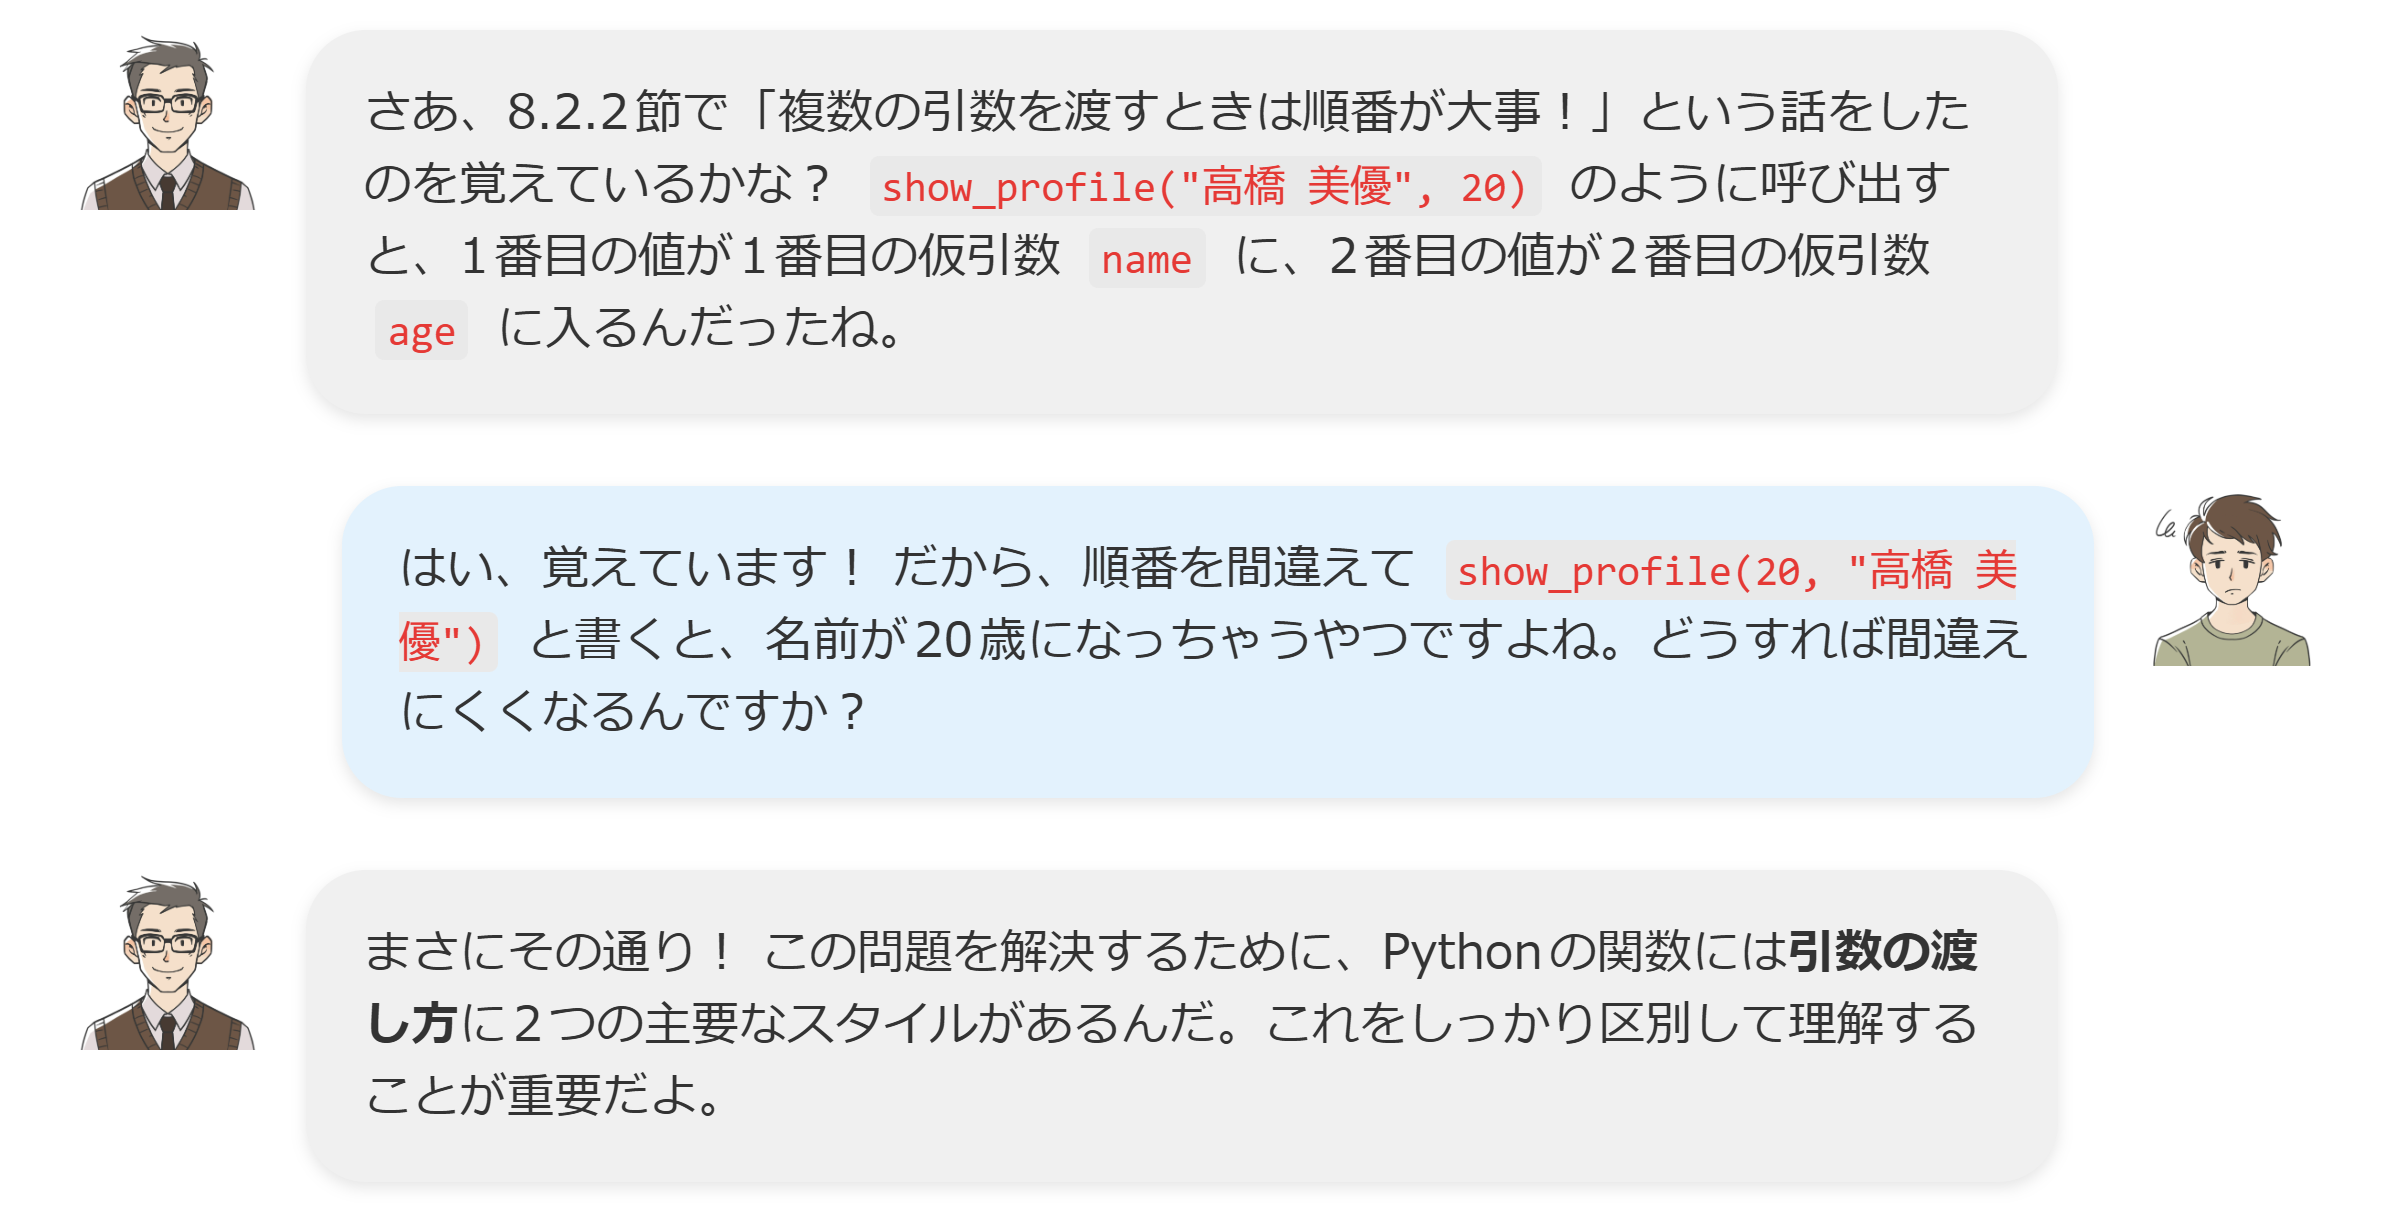 さあ、8.2.2節で「複数の引数を渡すときは順番が大事！」という話をした
のを覚えているかな？ show_profile("高橋 美優", 20) のように呼び出す
と、1番目の値が1番目の仮引数 name に、2番目の値が2番目の仮引数
age に入るんだったね。
はい、覚えています！ だから、順番を間違えて show_profile(20, "高橋 美
優") と書くと、名前が20歳になっちゃうやつですよね。どうすれば間違え
にくくなるんですか？
まさにその通り！ この問題を解決するために、Pythonの関数には引数の渡
し方に2つの主要なスタイルがあるんだ。これをしっかり区別して理解する
ことが重要だよ。